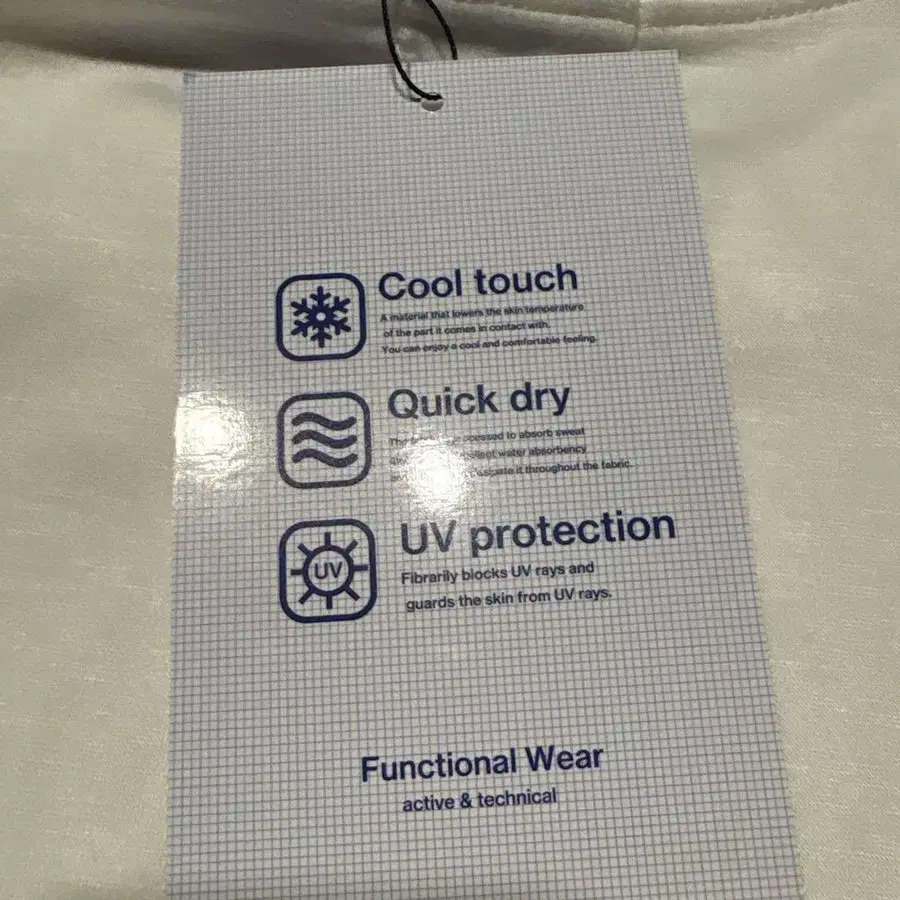 Cool touch
A material that lowers the skin temperature
of the part it comes in contact with.
You can enjoy a cool and comfortable feeling.
Quick dry
to absorb sweat
water absorbency
it throughout the fabric.
UV
UV protection
Fibrarily blocks UV rays and
guards the skin from UV rays.
Functional Wear
active & technical